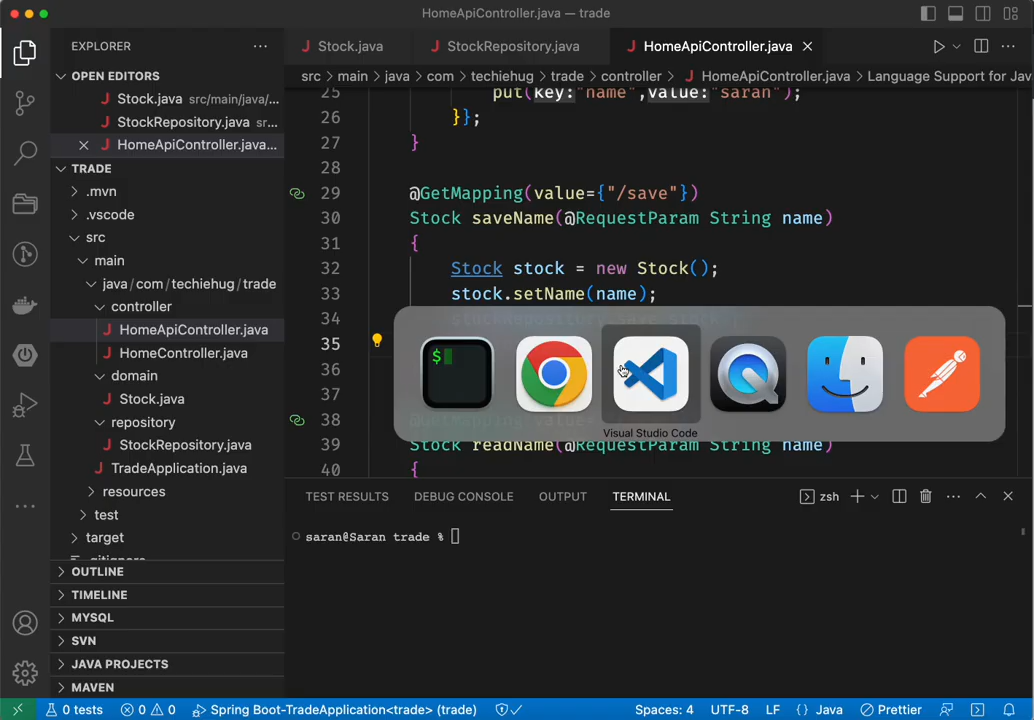 HomeApiController.java — trade
EXPLORER
OPEN EDITORS
Stock.java src/main/java/...
StockRepository.java sr...
HomeApiController.java...
TRADE
.mvn
.vscode
src
main
java/com/techiehug/trade
controller
HomeApiController.java
HomeController.java
domain
Stock.java
repository
StockRepository.java
TradeApplication.java
resources
test
target
OUTLINE
TIMELINE
MYSQL
SVN
JAVA PROJECTS
MAVEN
Stock.java
StockRepository.java
HomeApiController.java
src > main > java > com > techiehug > trade > controller > HomeApiController.java > Language Support for Jav
25 put(key:"name",value:"saran");
26 }};
27 }
28
29 @GetMapping(value={"/save"})
30 Stock saveName(@RequestParam String name)
31 {
32 Stock stock = new Stock();
33 stock.setName(name);
34
35
36
37
38
39 Stock readName(@RequestParam String name)
40 {
$
Visual Studio Code
TEST RESULTS DEBUG CONSOLE OUTPUT TERMINAL
zsh
saran@Saran trade %
0 tests 0 0 Spring Boot-TradeApplication<trade> (trade) Spaces: 4 UTF-8 LF {} Java Prettier